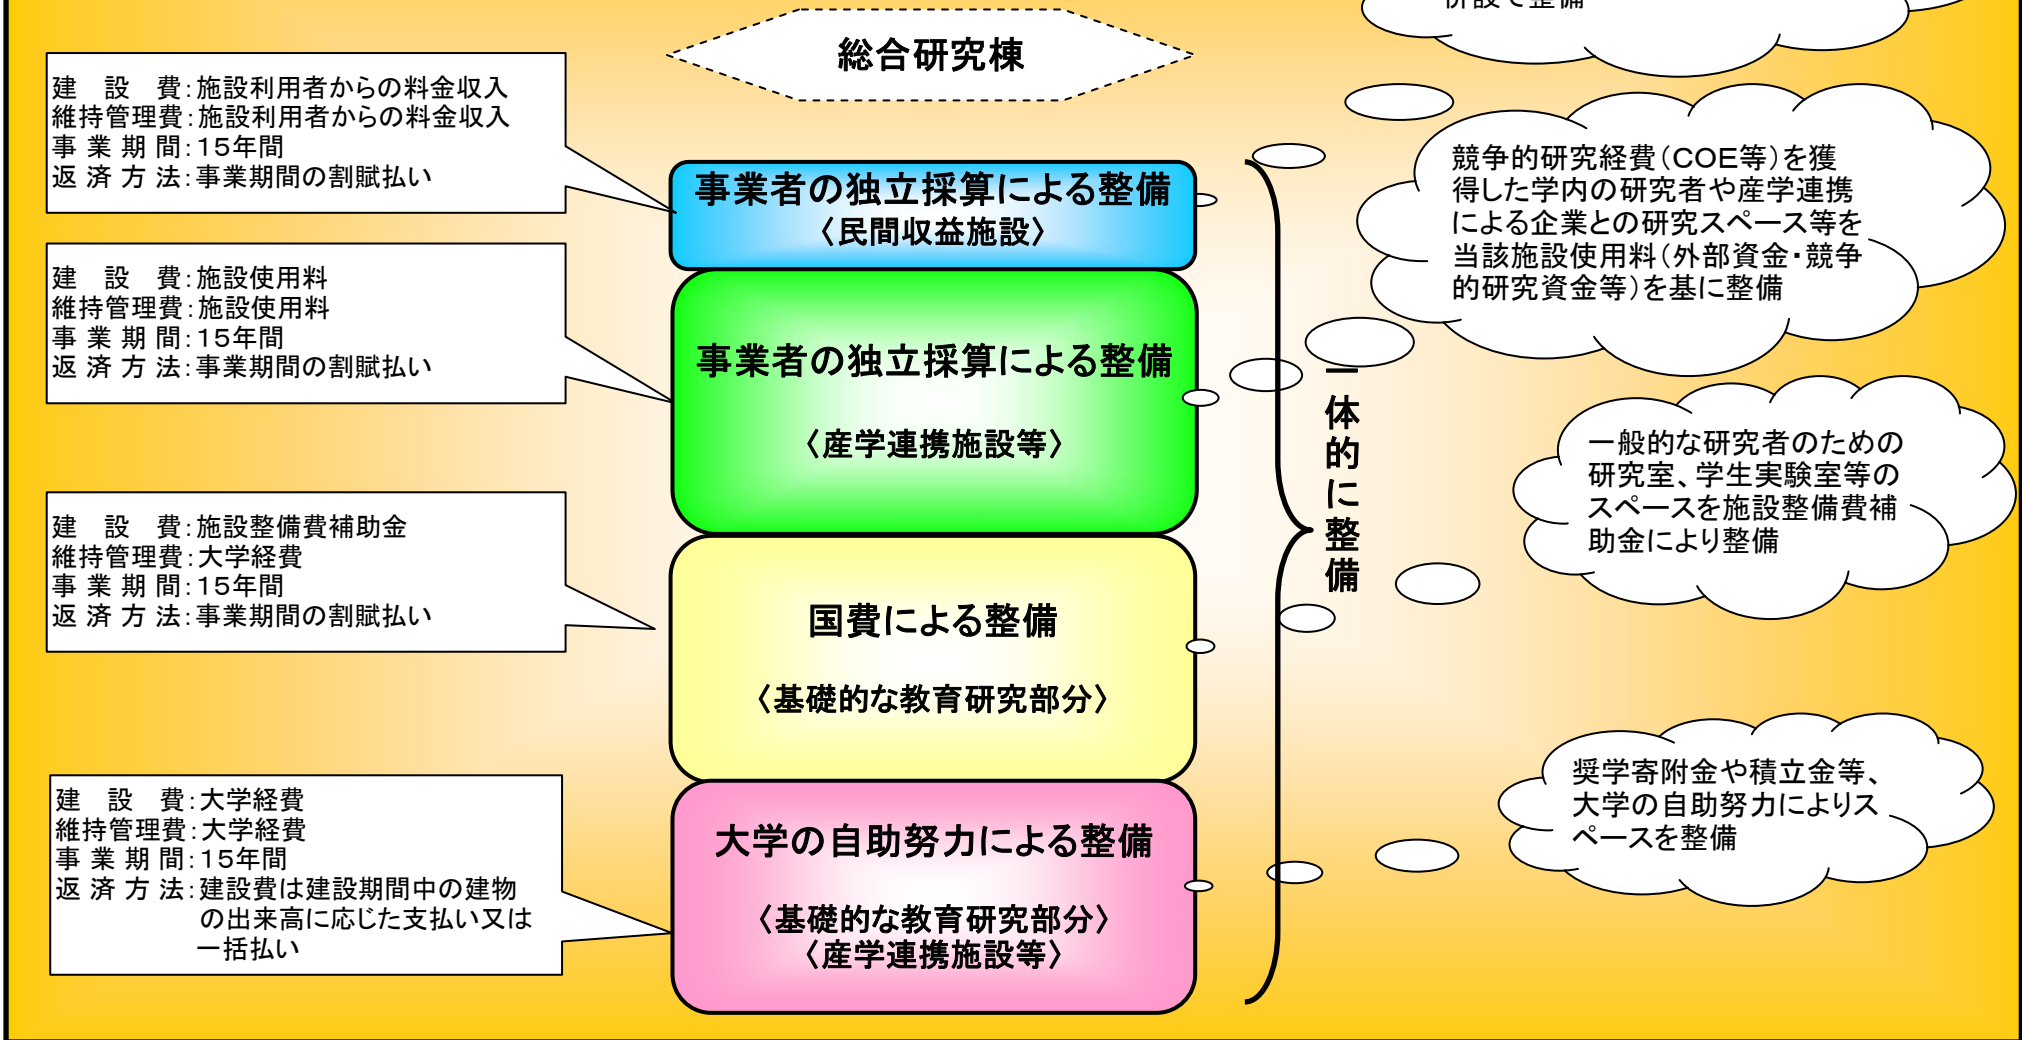 総合研究棟
建　設　費：施設利用者からの料金収入
維持管理費：施設利用者からの料金収入
事 業 期 間：15年間
返 済 方 法：事業期間の割賦払い
事業者の独立採算による整備
〈民間収益施設〉
建　設　費：施設使用料
維持管理費：施設使用料
事 業 期 間：15年間
返 済 方 法：事業期間の割賦払い
事業者の独立採算による整備
〈産学連携施設等〉
建　設　費：施設整備費補助金
維持管理費：大学経費
事 業 期 間：15年間
返 済 方 法：事業期間の割賦払い
国費による整備
〈基礎的な教育研究部分〉
建　設　費：大学経費
維持管理費：大学経費
事 業 期 間：15年間
返 済 方 法：建設費は建設期間中の建物
の出来高に応じた支払い又は
一括払い
大学の自助努力による整備
〈基礎的な教育研究部分〉
〈産学連携施設等〉
一体的に整備
併設で整備
競争的研究経費（COE等）を獲
得した学内の研究者や産学連携
による企業との研究スペース等を
当該施設使用料（外部資金・競争
的研究資金等）を基に整備
一般的な研究者のための
研究室、学生実験室等の
スペースを施設整備費補
助金により整備
奨学寄附金や積立金等、
大学の自助努力によりス
ペースを整備